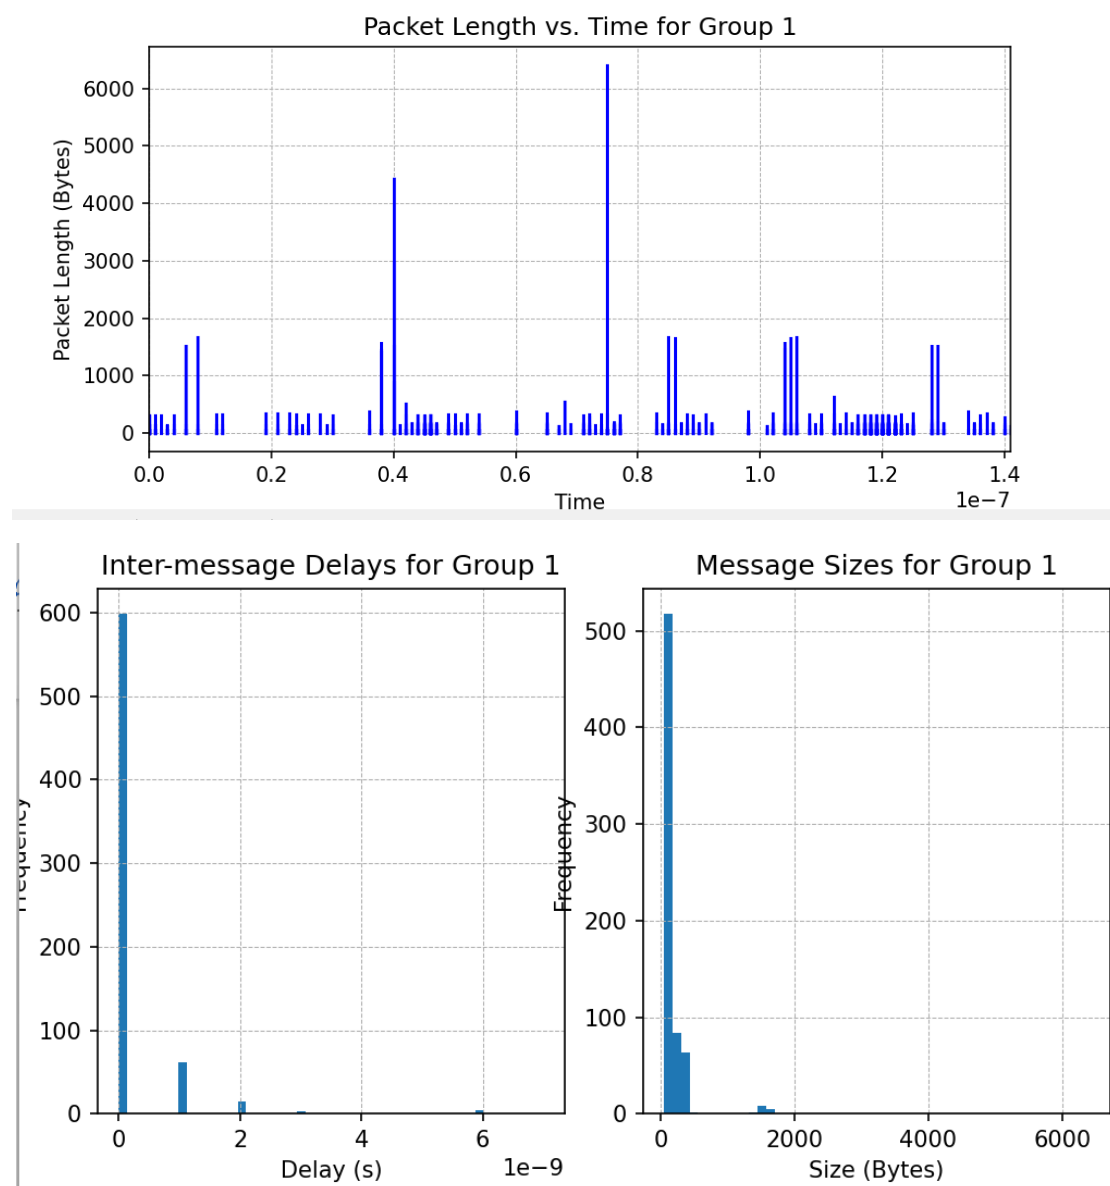 Packet Length vs. Time for Group 1
Packet Length (Bytes)
6000
5000
4000
3000
2000
1000
0
0.0 0.2 0.4 0.6 0.8 1.0 1.2 1.4
Time 1e−7
Inter-message Delays for Group 1
600
500
400
300
200
100
0
0 2 4 6
Delay (s) 1e−9
Message Sizes for Group 1
Frequency
500
400
300
200
100
0
0 2000 4000 6000
Size (Bytes)